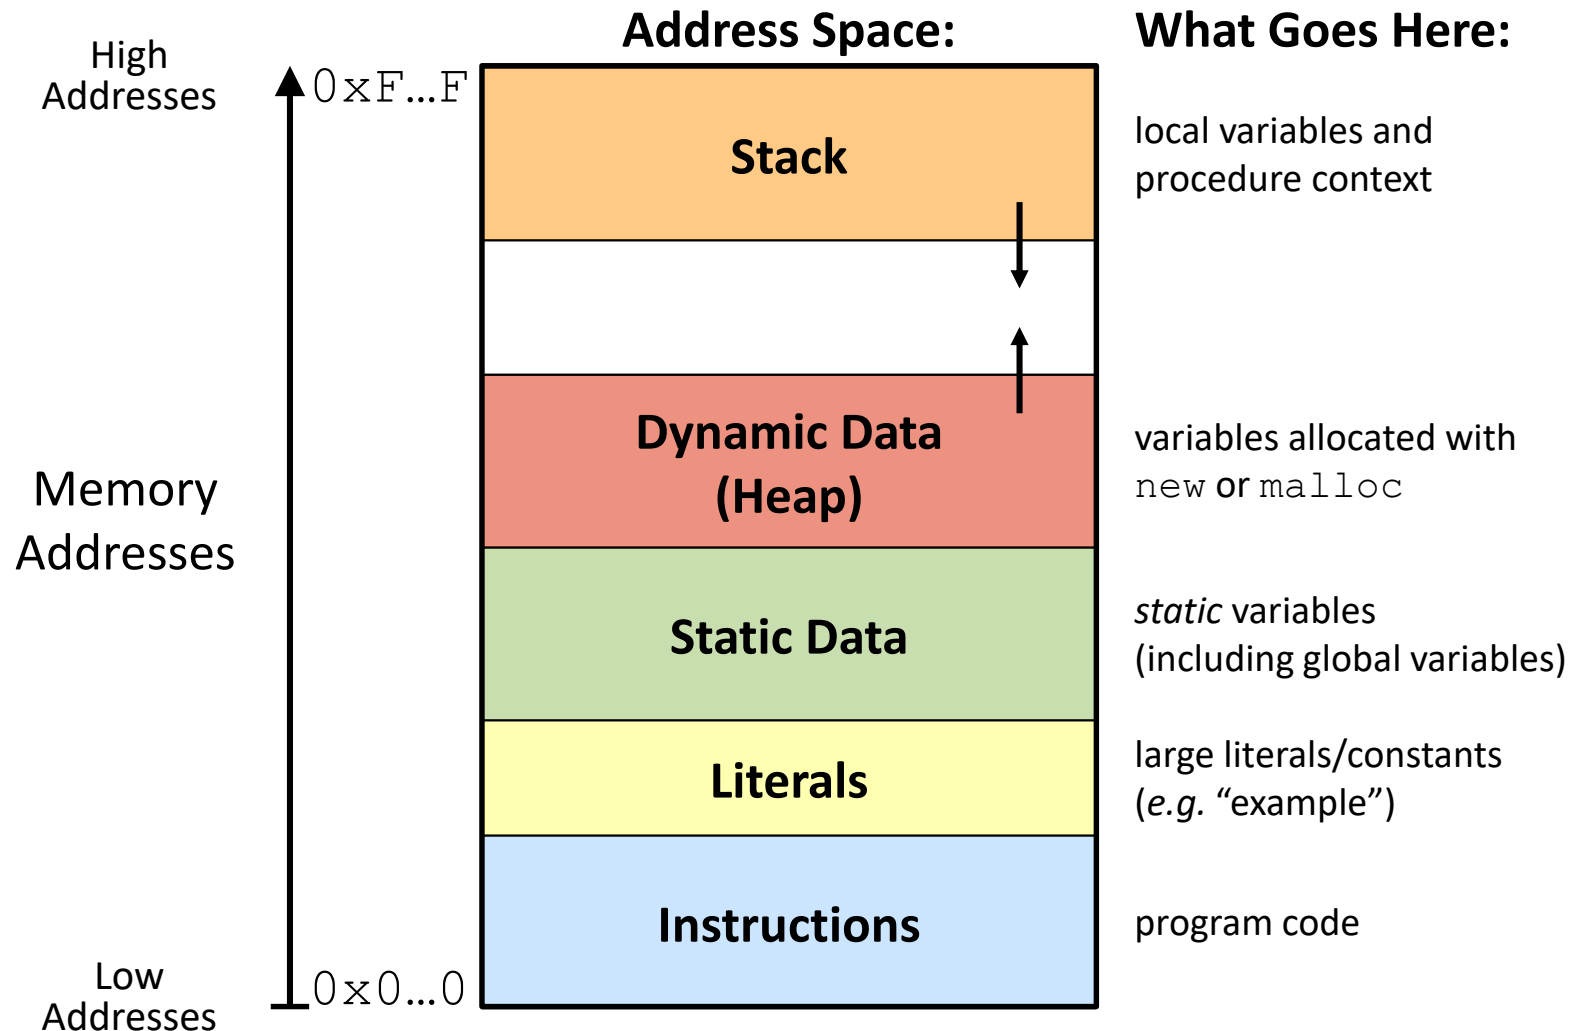 Address Space:
What Goes Here:
High
Addresses
0xF…F
Stack
local variables and
procedure context
Dynamic Data
(Heap)
variables allocated with
new or malloc
Memory
Addresses
Static Data
static variables
(including global variables)
Literals
large literals/constants
(e.g. “example”)
Instructions
program code
Low
Addresses
0x0…0